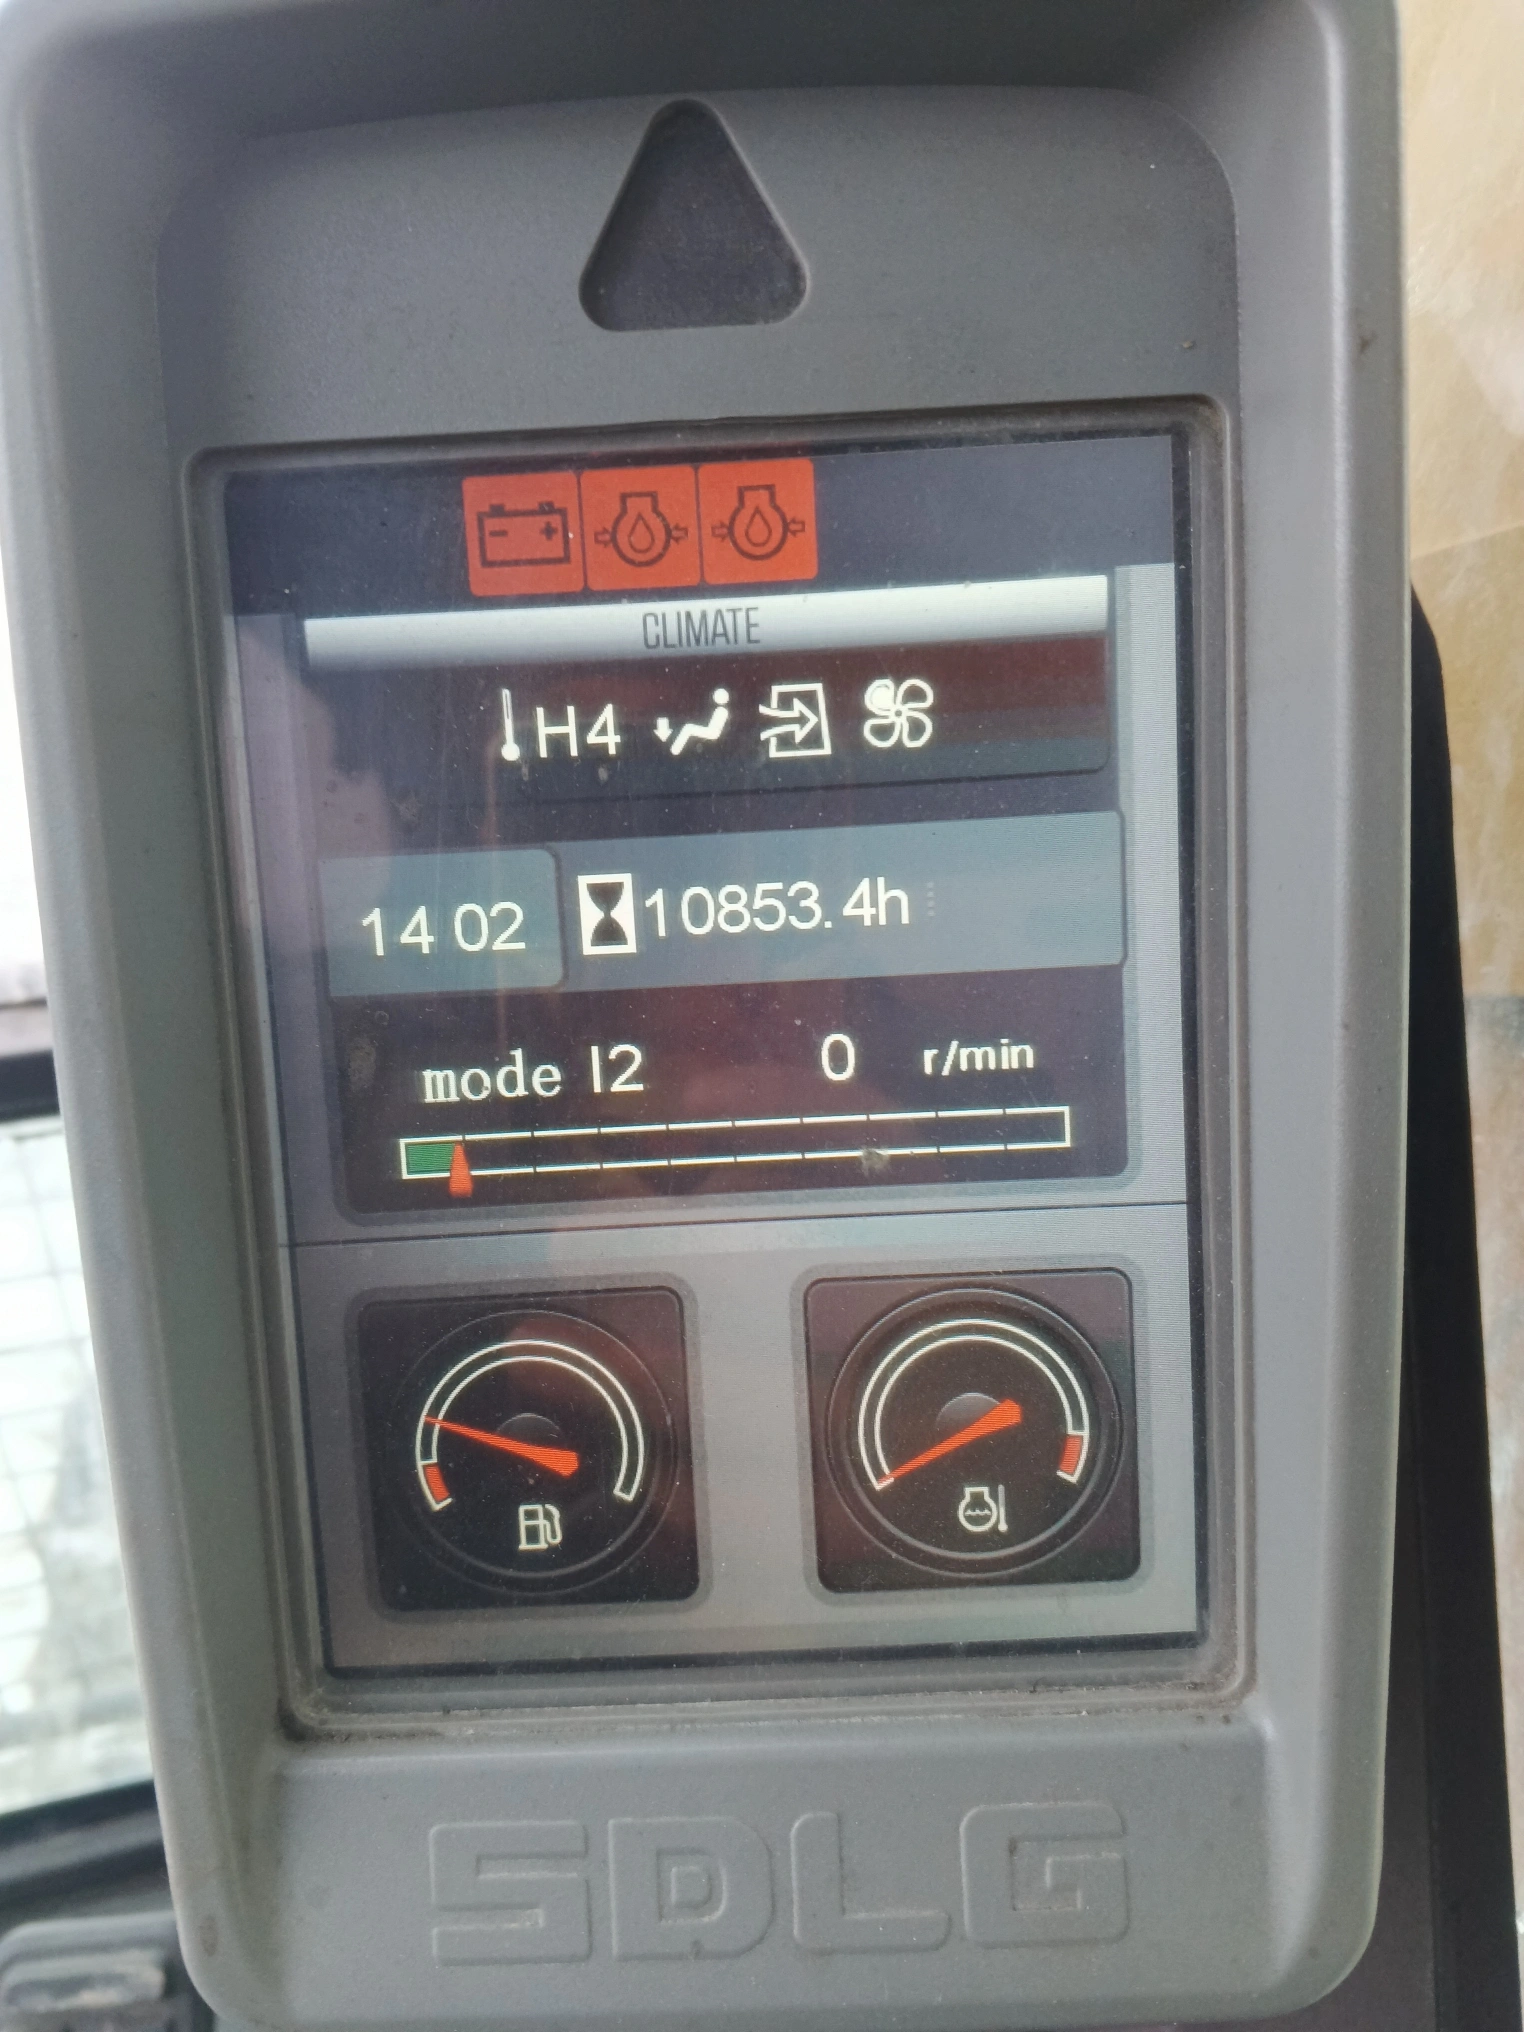 CLIMATE
H4
14 02 10853.4h
mode I2 0 r/min
SDLG